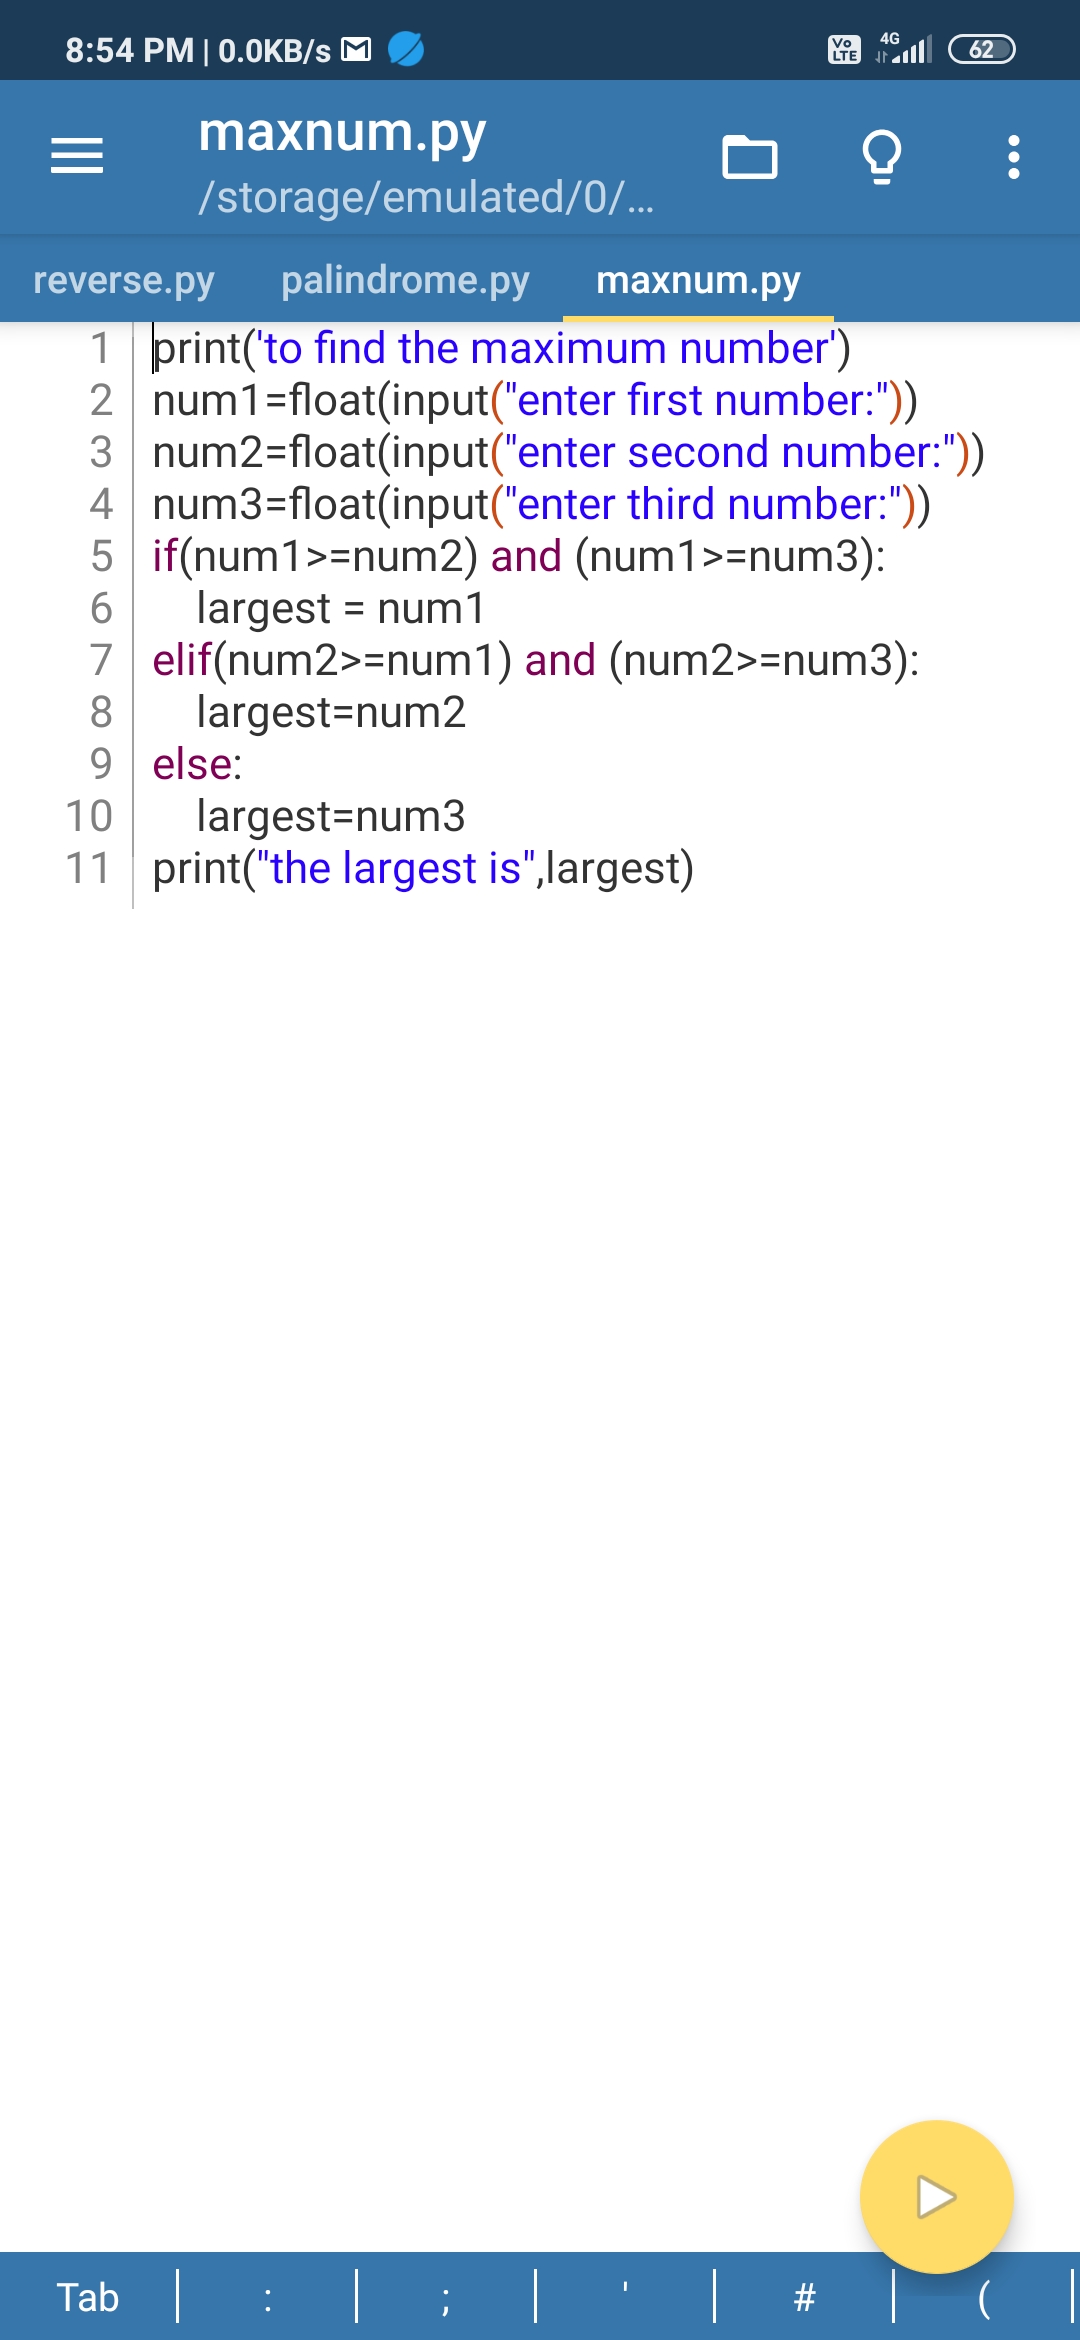 8:54 PM | 0.0KB/s Vo LTE 4G 62
maxnum.py
/storage/emulated/0/...
reverse.py palindrome.py maxnum.py
1 print('to find the maximum number')
2 num1=float(input("enter first number:"))
3 num2=float(input("enter second number:"))
4 num3=float(input("enter third number:"))
5 if(num1>=num2) and (num1>=num3):
6     largest = num1
7 elif(num2>=num1) and (num2>=num3):
8     largest=num2
9 else:
10     largest=num3
11 print("the largest is",largest)
Tab | : | ; | ' | # | ( |